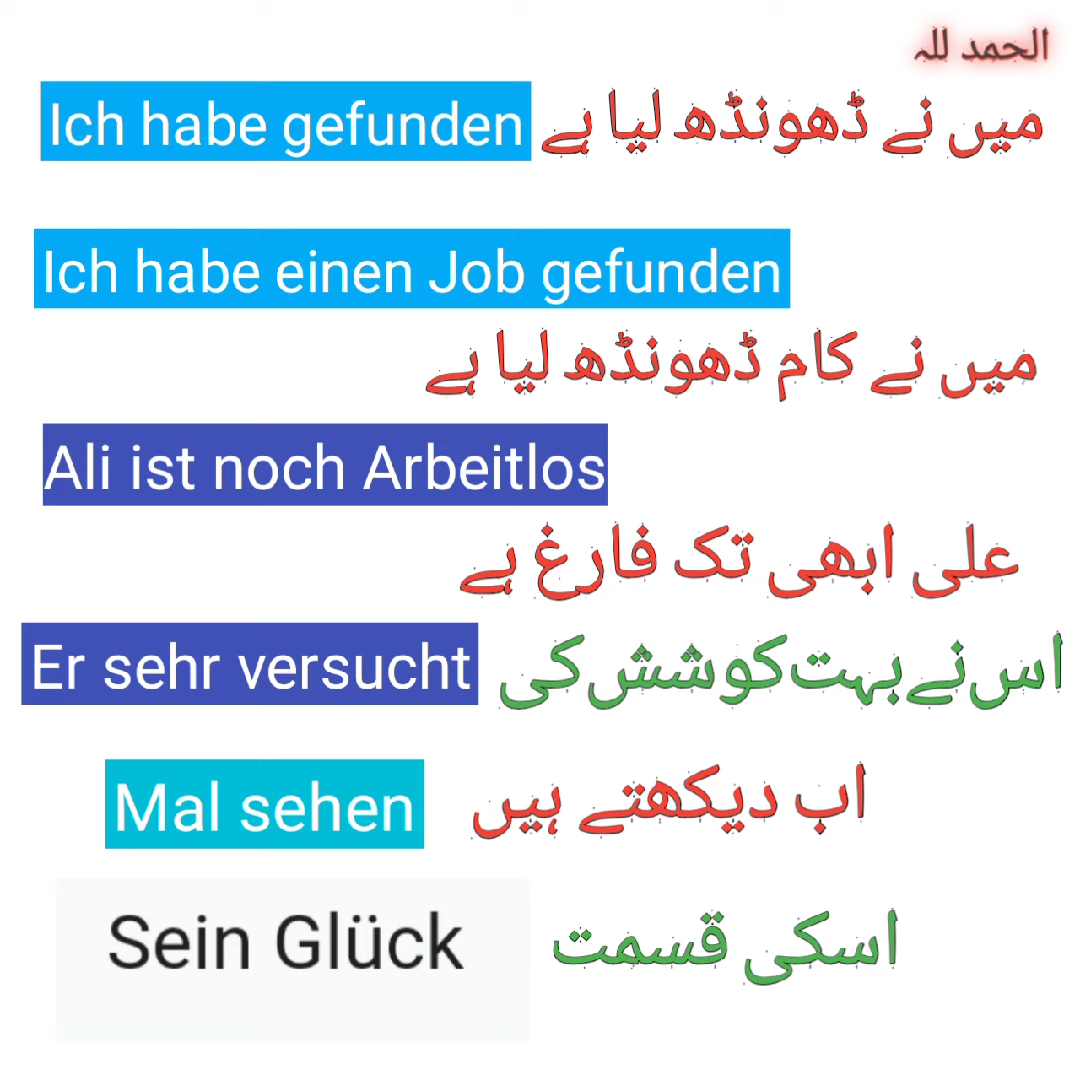 الحمد للہ
Ich habe gefunden میں نے ڈھونڈھ لیا ہے
Ich habe einen Job gefunden
میں نے کام ڈھونڈھ لیا ہے
Ali ist noch Arbeitlos
علی ابھی تک فارغ ہے
Er sehr versucht اس نے بہت کوشش کی
Mal sehen اب دیکھتے ہیں
Sein Glück اسکی قسمت